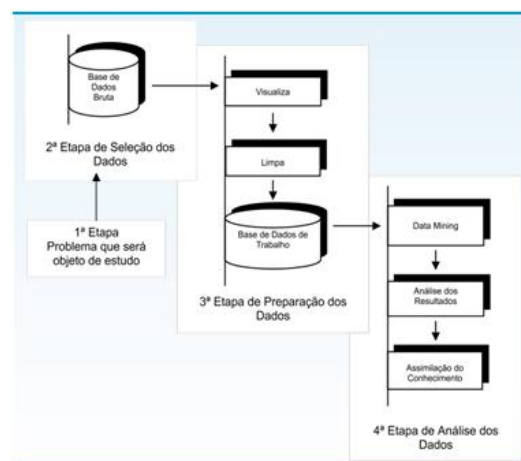 Base de
Dados
Bruta
2ª Etapa de Seleção dos
Dados
1ª Etapa
Problema que será
objeto de estudo
Visualiza
Limpa
Base de Dados de
Trabalho
3ª Etapa de Preparação dos
Dados
Data Mining
Análise dos
Resultados
Assimilação do
Conhecimento
4ª Etapa de Análise dos
Dados